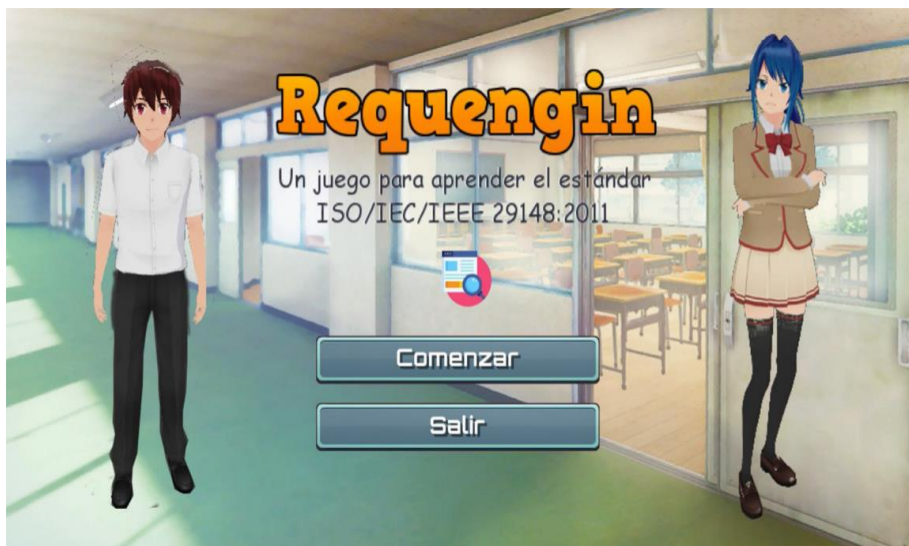 Requengin
Un juego para aprender el estándar
ISO/IEC/IEEE 29148:2011
Comenzar
Salir